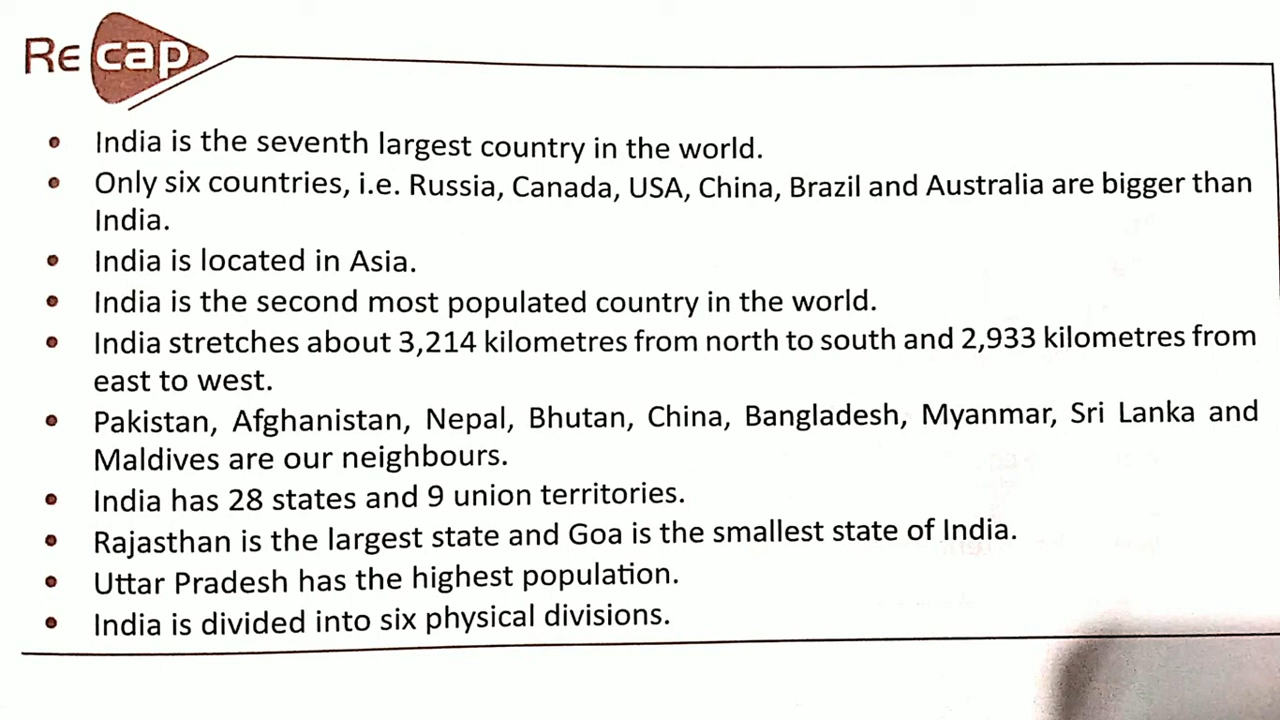 Recap
• India is the seventh largest country in the world.
• Only six countries, i.e. Russia, Canada, USA, China, Brazil and Australia are bigger than
India.
• India is located in Asia.
• India is the second most populated country in the world.
• India stretches about 3,214 kilometres from north to south and 2,933 kilometres from
east to west.
• Pakistan, Afghanistan, Nepal, Bhutan, China, Bangladesh, Myanmar, Sri Lanka and
Maldives are our neighbours.
• India has 28 states and 9 union territories.
• Rajasthan is the largest state and Goa is the smallest state of India.
• Uttar Pradesh has the highest population.
• India is divided into six physical divisions.